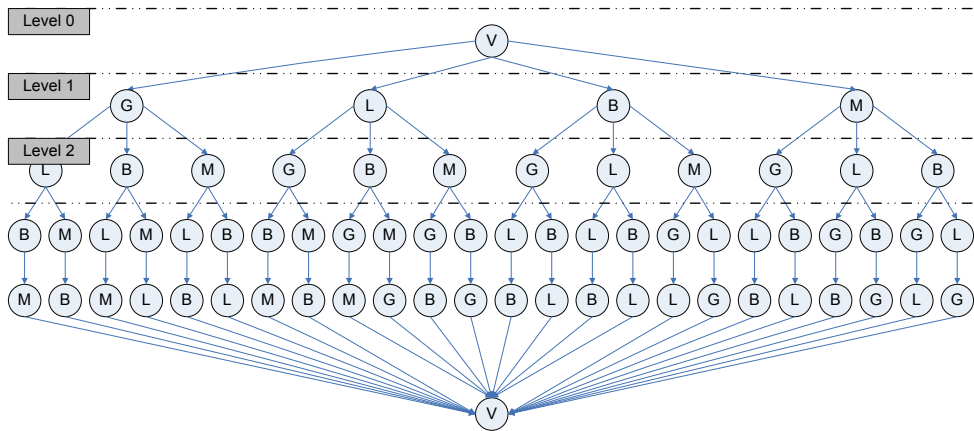 Level 0
V
Level 1
G L B M
Level 2
L B M G B M G L M G L B
B M L M L B B M G M G B L B L B G L L B G B G L
M B M L B L M B M G B G B L B L L G B L B G L G
V